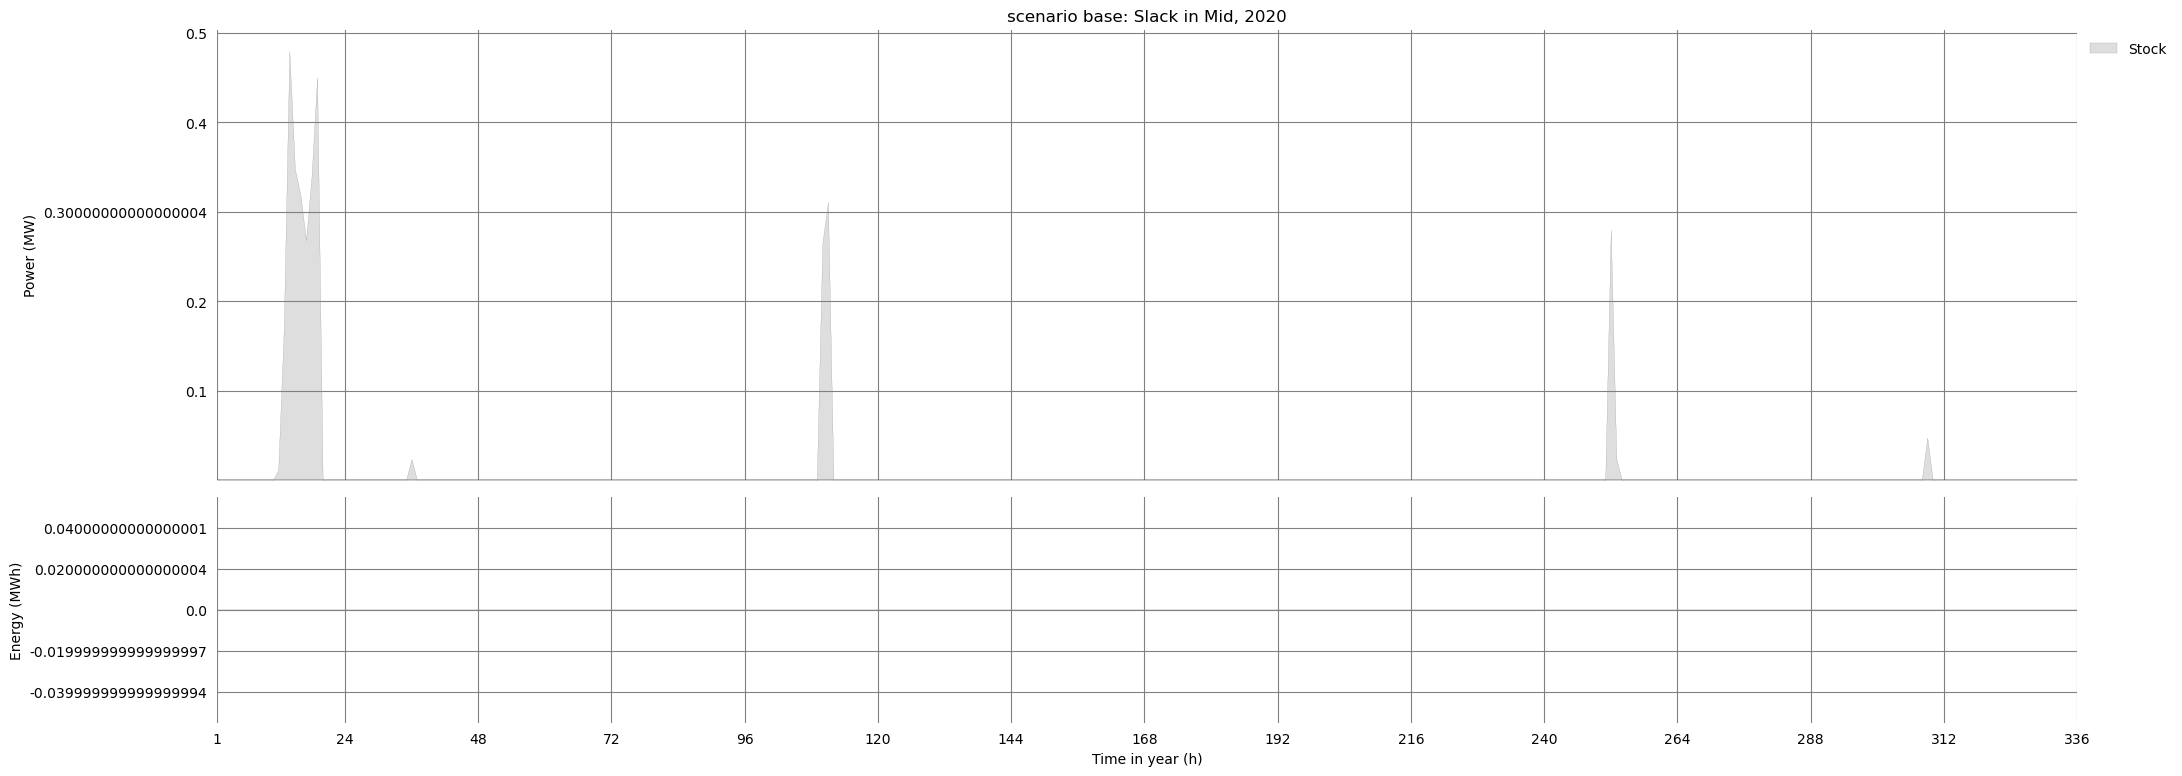 scenario base: Slack in Mid, 2020
Stock
0.5
0.4
0.30000000000000004
0.2
0.1
Power (MW)
0.04000000000000001
0.020000000000000004
0.0
-0.019999999999999997
-0.039999999999999994
Energy (MWh)
1 24 48 72 96 120 144 168 192 216 240 264 288 312 336
Time in year (h)